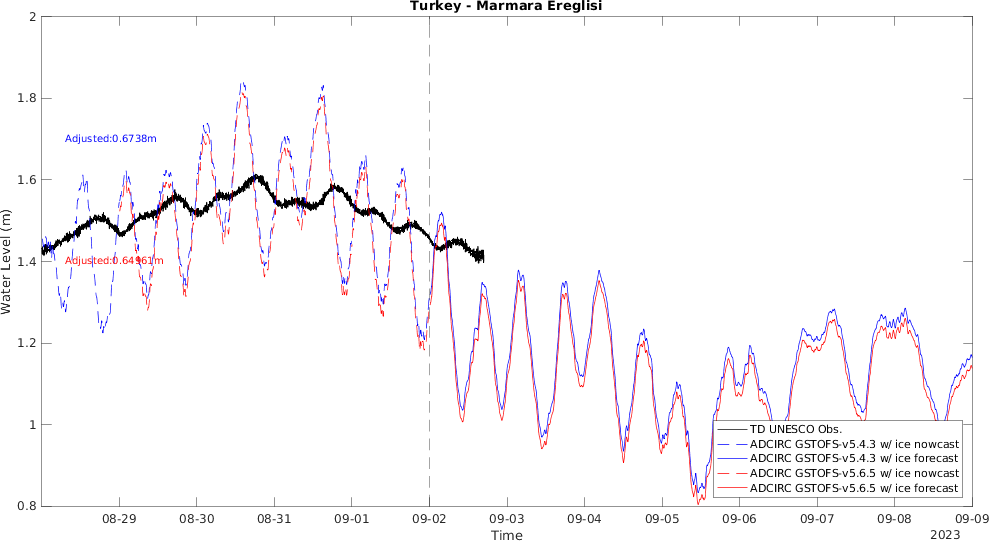 Turkey - Marmara Ereglisi
2
1.8
1.6
1.4
1.2
1
0.8
Water Level (m)
Adjusted:0.6738m
Adjusted:0.64961m
TD UNESCO Obs.
ADCIRC GSTOFS-v5.4.3 w/ ice nowcast
ADCIRC GSTOFS-v5.4.3 w/ ice forecast
ADCIRC GSTOFS-v5.6.5 w/ ice nowcast
ADCIRC GSTOFS-v5.6.5 w/ ice forecast
08-29 08-30 08-31 09-01 09-02 09-03 09-04 09-05 09-06 09-07 09-08 09-09
Time
2023